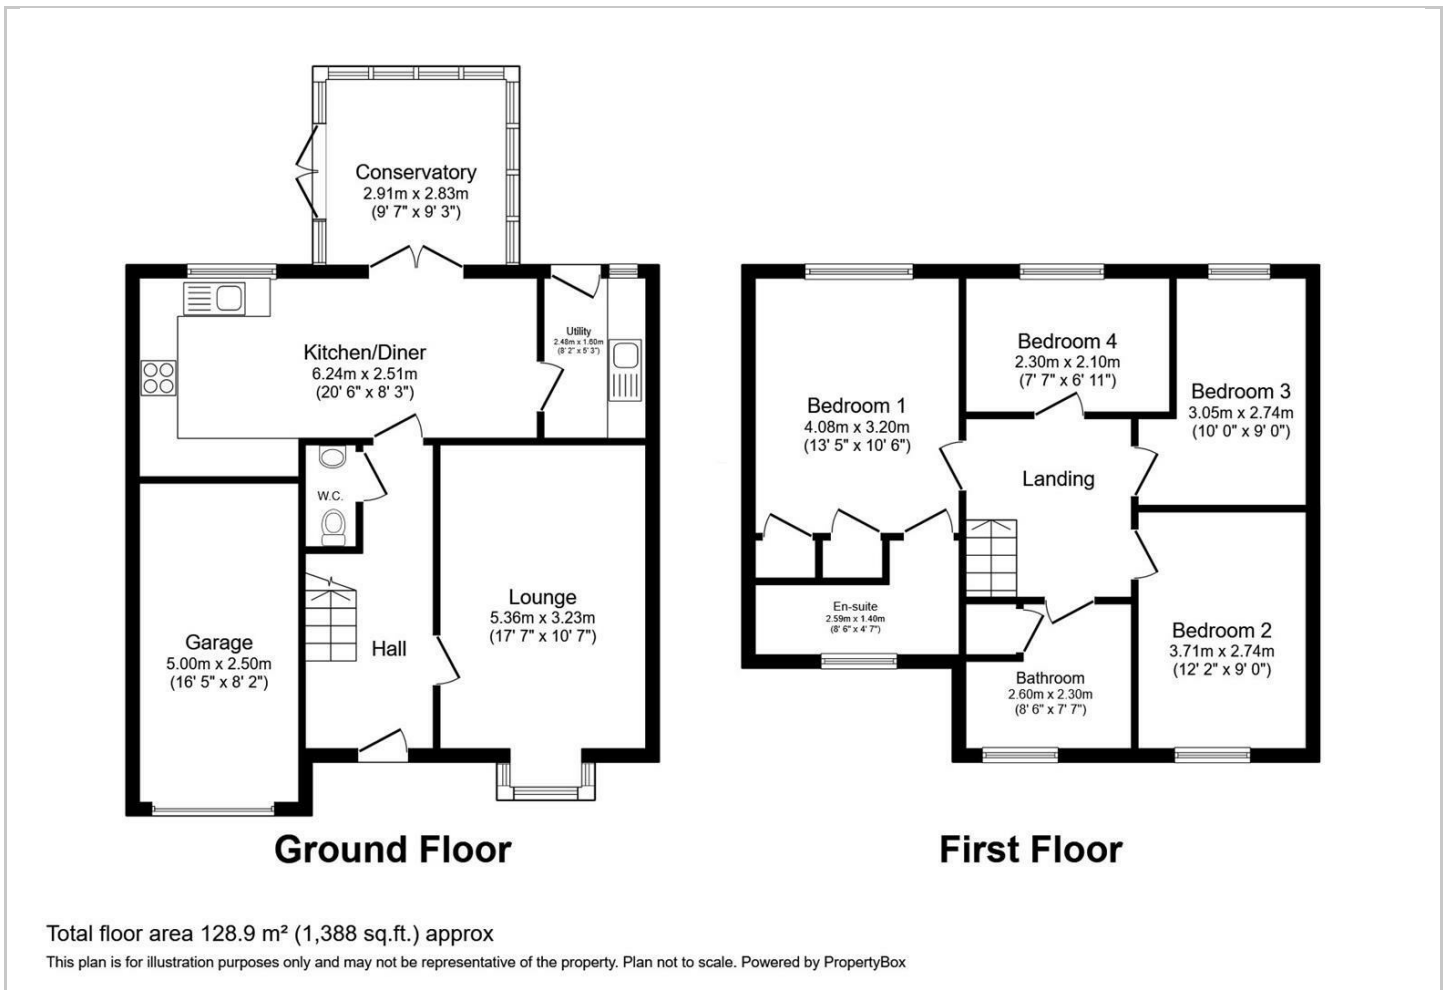 Conservatory
2.91m x 2.83m
(9' 7" x 9' 3")
Kitchen/Diner
6.24m x 2.51m
(20' 6" x 8' 3")
Utility
2.48m x 1.60m
(8' 2" x 5' 3")
W.C.
Lounge
5.36m x 3.23m
(17' 7" x 10' 7")
Hall
Garage
5.00m x 2.50m
(16' 5" x 8' 2")
Ground Floor
Bedroom 1
4.08m x 3.20m
(13' 5" x 10' 6")
Bedroom 4
2.30m x 2.10m
(7' 7" x 6' 11")
Bedroom 3
3.05m x 2.74m
(10' 0" x 9' 0")
Landing
En-suite
2.59m x 1.40m
(8' 6" x 4' 7")
Bedroom 2
3.71m x 2.74m
(12' 2" x 9' 0")
Bathroom
2.60m x 2.30m
(8' 6" x 7' 7")
First Floor
Total floor area 128.9 m² (1,388 sq.ft.) approx
This plan is for illustration purposes only and may not be representative of the property. Plan not to scale. Powered by PropertyBox